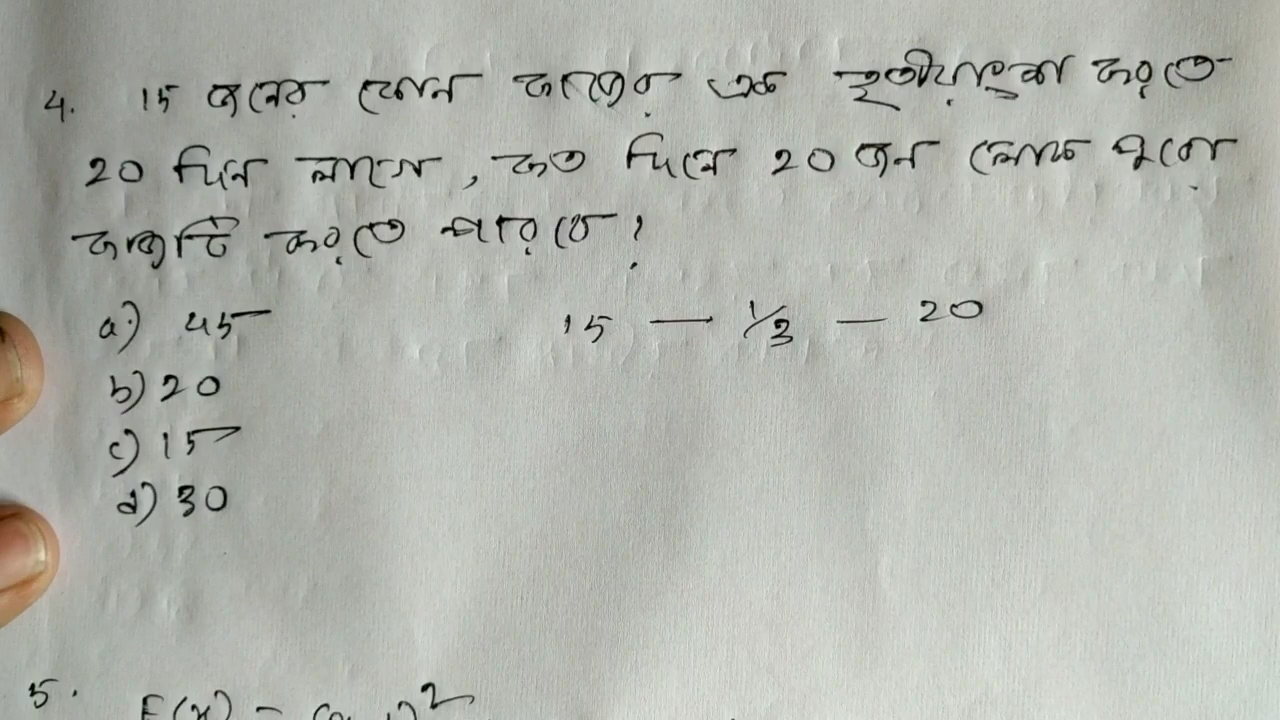 4. 15 জনের কোন কাজের এক তৃতীয়াংশ করতে
20 দিন লাগে, কত দিনে 20 জন লোক পুরো
কাজটি করতে পারবে?
a) 45
15 — 1/3 — 20
b) 20
c) 15
d) 30
5. F(x) =